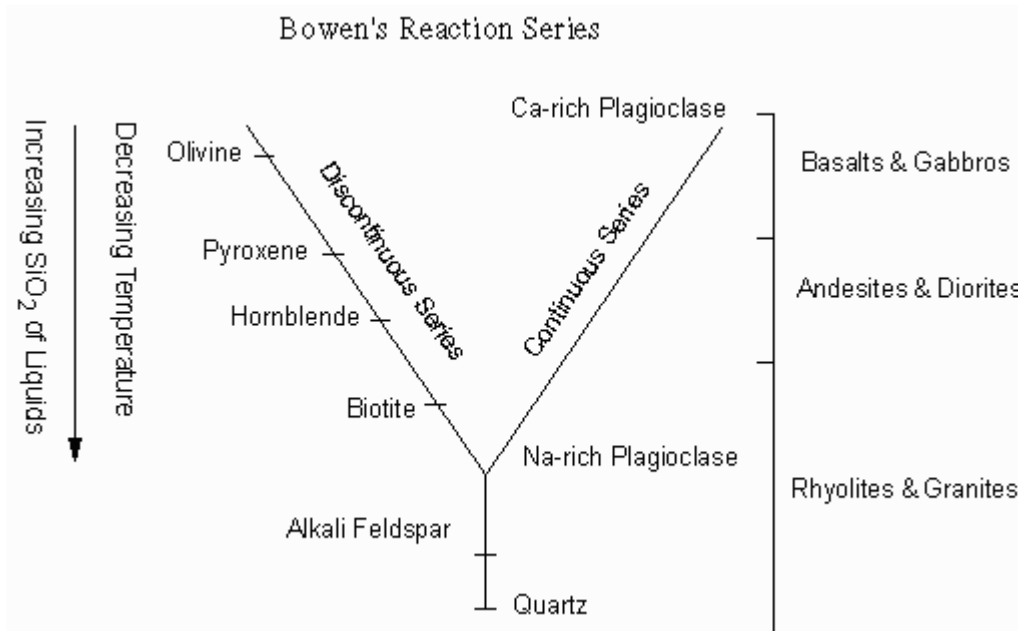 Bowen's Reaction Series
Increasing SiO₂ of Liquids
Decreasing Temperature
Olivine
Pyroxene
Hornblende
Biotite
Discontinuous Series
Continuous Series
Ca-rich Plagioclase
Na-rich Plagioclase
Alkali Feldspar
Quartz
Basalts & Gabbros
Andesites & Diorites
Rhyolites & Granites